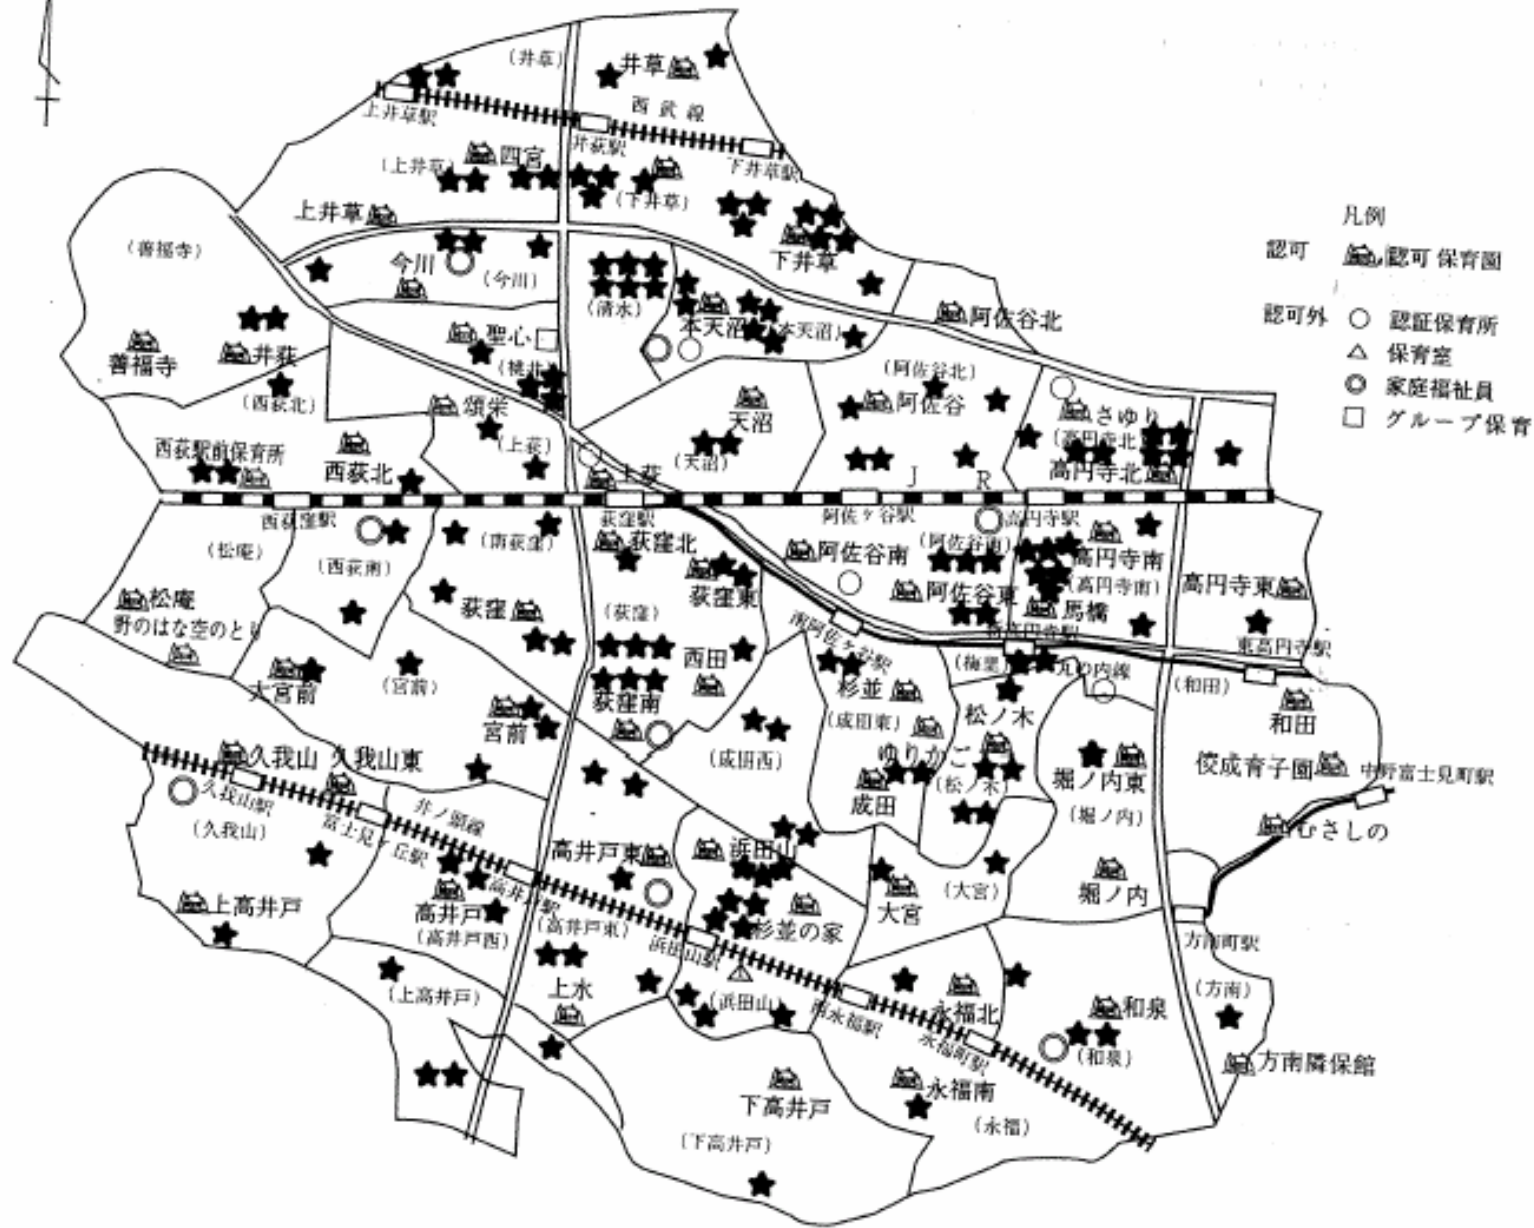 (井草)
井草
西武線
上井草駅
井荻駅
下井草駅
(上井草)
四宮
(下井草)
上井草
下井草
(善福寺)
今川
(今川)
(清水)
本天沼
(本天沼)
阿佐谷北
善福寺
井荻
聖心
(桃井)
(西荻北)
頌栄
(上荻)
天沼
(天沼)
(阿佐谷北)
阿佐谷
さゆり
(高円寺北)
高円寺北
西荻駅前保育所
西荻北
上荻
J R
西荻窪駅
荻窪駅
阿佐ヶ谷駅
高円寺駅
(松庵)
(西荻南)
(南荻窪)
荻窪北
荻窪東
阿佐谷南
(阿佐谷南)
高円寺南
(高円寺南)
阿佐谷東
馬橋
高円寺東
松庵
野のはな空のとり
荻窪
(荻窪)
南阿佐ヶ谷駅
新高円寺駅
東高円寺駅
大宮前
(宮前)
西田
杉並
(梅里)
丸の内線
(和田)
宮前
荻窪南
(成田西)
(成田東)
松ノ木
和田
久我山
久我山東
ゆりかご
成田
(松ノ木)
堀ノ内東
(堀ノ内)
佼成育子園
中野富士見町駅
久我山駅
富士見ヶ丘駅
井ノ頭線
(久我山)
むさしの
高井戸東
浜田山
上高井戸
高井戸
(高井戸西)
高井戸駅
(高井戸東)
杉並の家
大宮
(大宮)
堀ノ内
浜田山駅
方南町駅
(上高井戸)
上水
(浜田山)
西永福駅
永福北
永福町駅
和泉
(和泉)
(方南)
方南隣保館
下高井戸
(下高井戸)
永福南
(永福)
凡例
認可 認可保育園
認可外 認証保育所
保育室
家庭福祉員
グループ保育